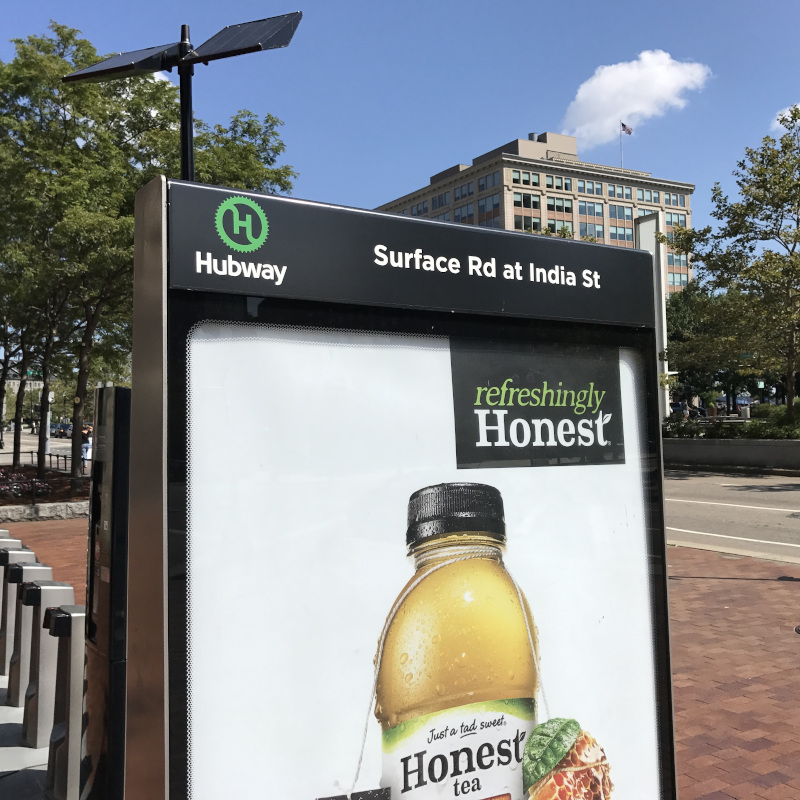 H
Hubway
Surface Rd at India St
refreshingly
Honest
Just a tad sweet
Honest
tea